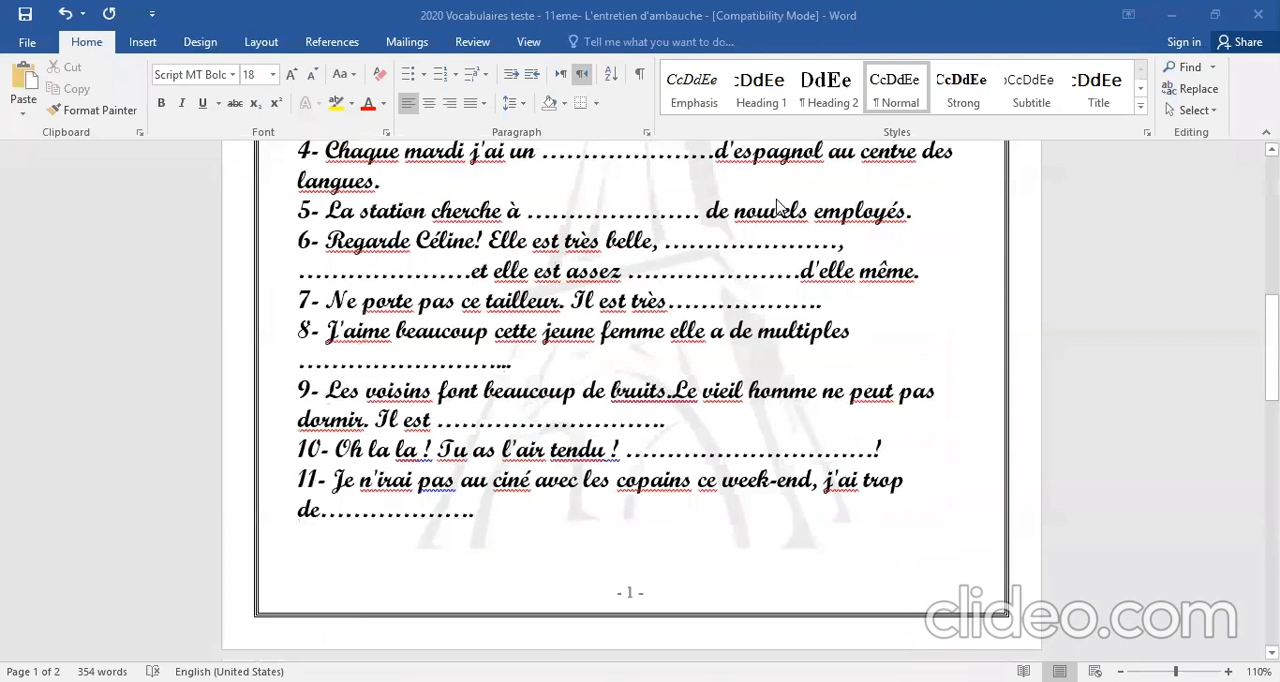 2020 Vocabulaires teste - 11eme- L'entretien d'ambauche - [Compatibility Mode] - Word
File Home Insert Design Layout References Mailings Review View Tell me what you want to do... Sign in Share
Paste Cut Copy Format Painter Clipboard
Script MT Bolc 18 Aa B I U abc x₂ x² A A Font
Paragraph
CcDdEe Emphasis cCDdEe Heading 1 DdEe ¶ Heading 2 CcDdEe ¶ Normal CcDdEe Strong ıCcDdEe Subtitle cCDdEe Title Styles
Find Replace Select Editing
4- Chaque mardi j'ai un …………………d'espagnol au centre des
langues.
5- La station cherche à ………………… de nouvels employés.
6- Regarde Céline! Elle est très belle, …………………,
…………………et elle est assez …………………d'elle même.
7- Ne porte pas ce tailleur. Il est très……………….
8- J'aime beaucoup cette jeune femme elle a de multiples
……………………...
9- Les voisins font beaucoup de bruits.Le vieil homme ne peut pas
dormir. Il est ……………………….
10- Oh la la ! Tu as l'air tendu ! …………………………!
11- Je n'irai pas au ciné avec les copains ce week-end, j'ai trop
de……………….
- 1 -
clideo.com
Page 1 of 2 354 words English (United States) 110%